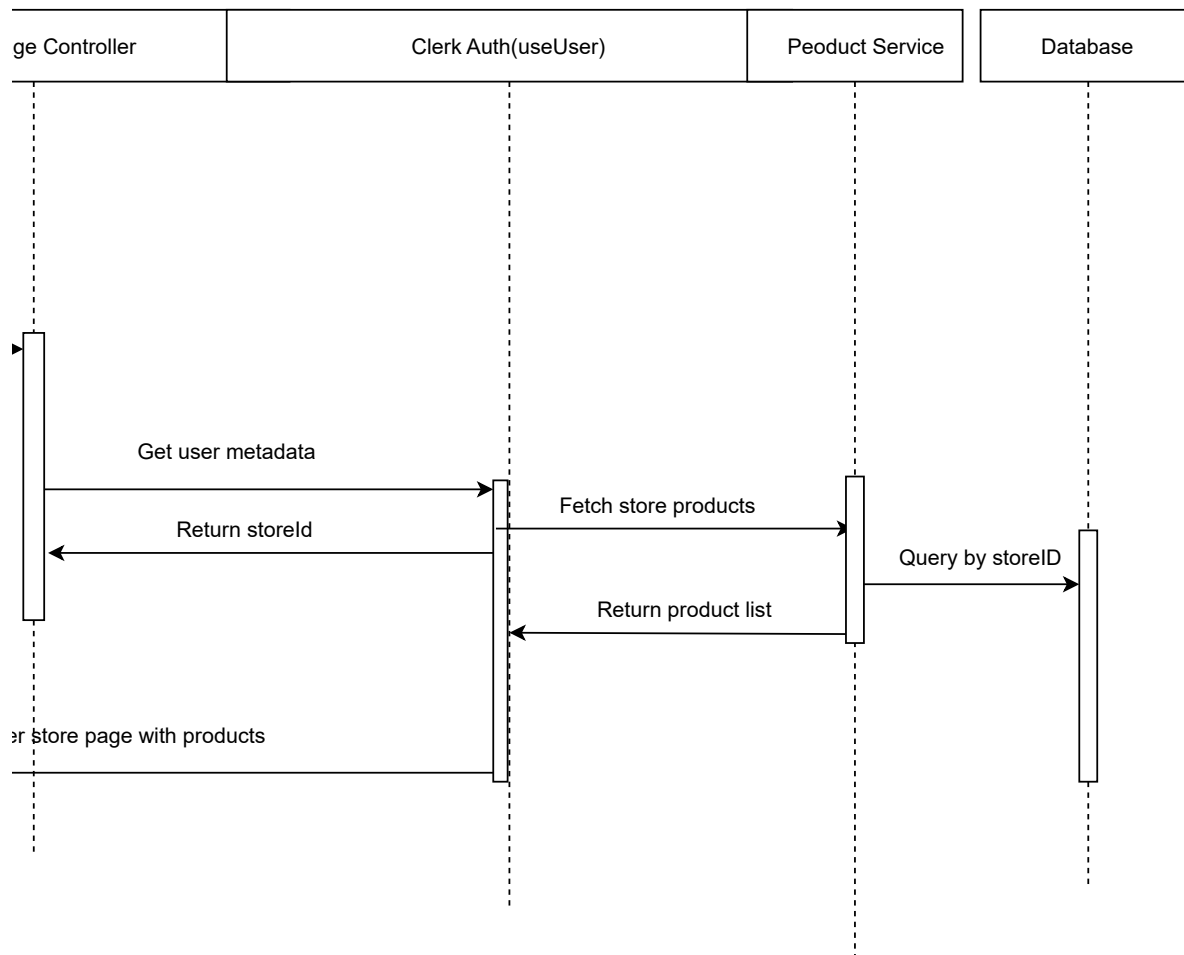 ge Controller
Clerk Auth(useUser)
Peoduct Service
Database
Get user metadata
Fetch store products
Return storeId
Query by storeID
Return product list
er store page with products